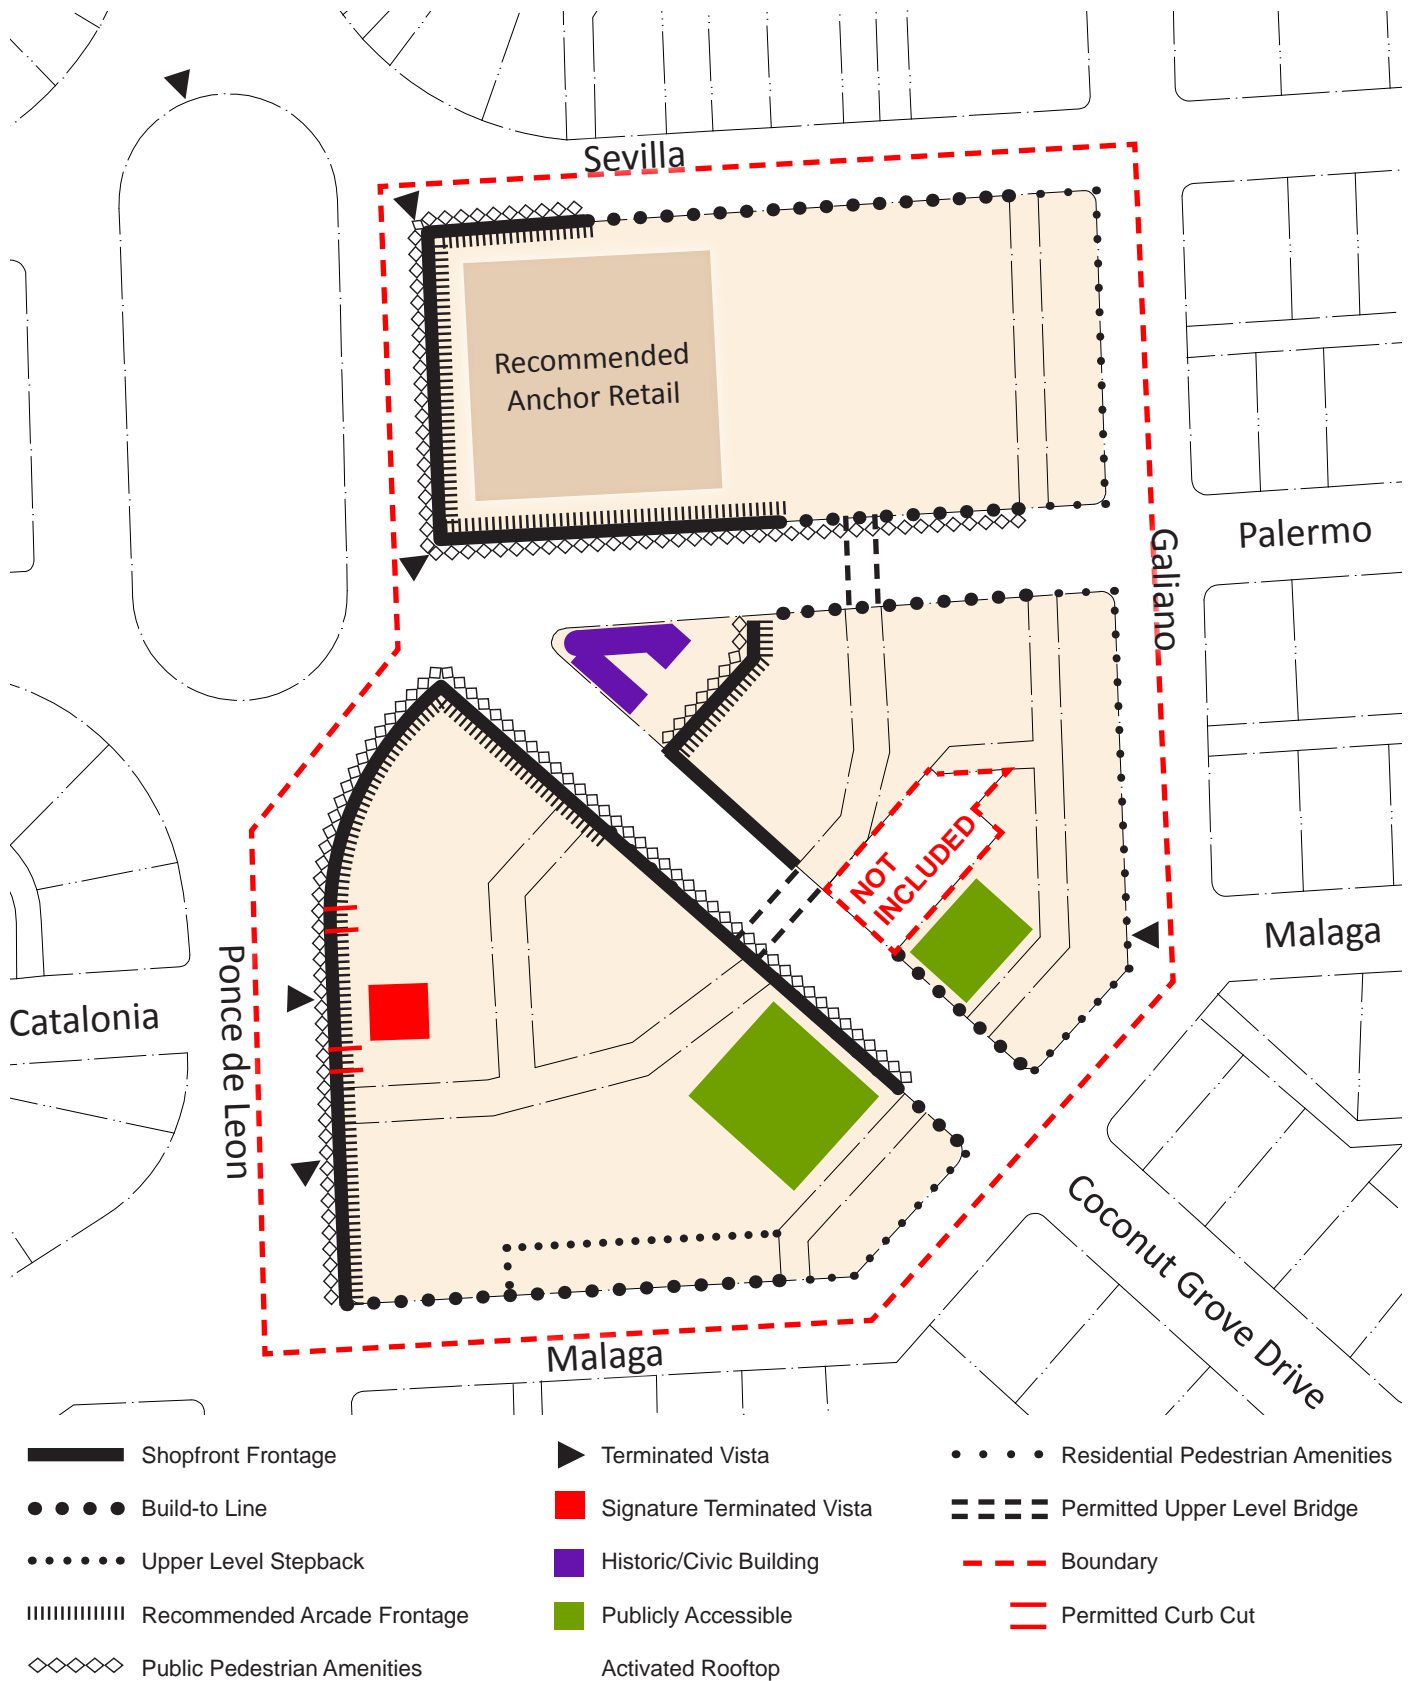 Sevilla
Recommended
Anchor Retail
Palermo
Galiano
NOT
INCLUDED
Malaga
Ponce de Leon
Catalonia
Coconut Grove Drive
Malaga
Shopfront Frontage
Build-to Line
Upper Level Stepback
Recommended Arcade Frontage
Public Pedestrian Amenities
Terminated Vista
Signature Terminated Vista
Historic/Civic Building
Publicly Accessible
Activated Rooftop
Residential Pedestrian Amenities
Permitted Upper Level Bridge
Boundary
Permitted Curb Cut